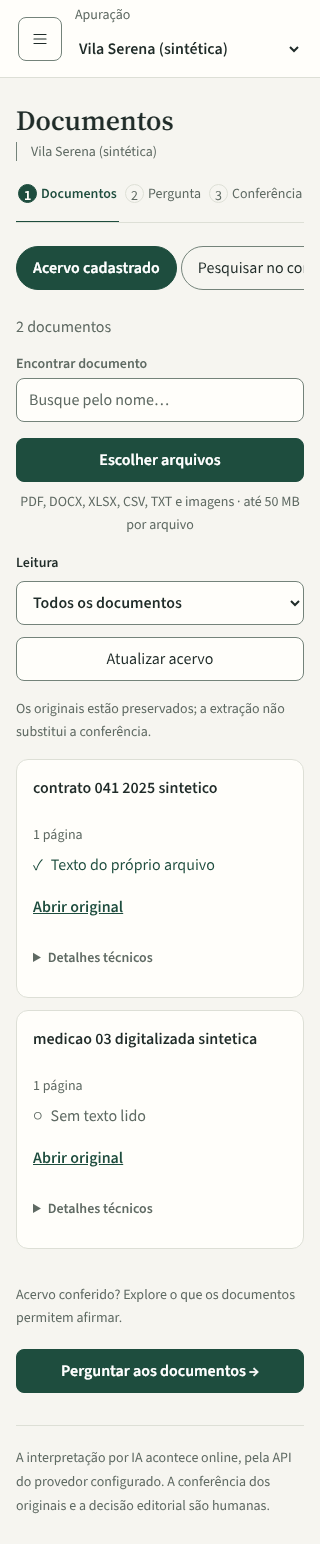 Apuração
Vila Serena (sintética)
Documentos
Vila Serena (sintética)
1 Documentos 2 Pergunta 3 Conferência
Acervo cadastrado Pesquisar no co
2 documentos
Encontrar documento
Busque pelo nome…
Escolher arquivos
PDF, DOCX, XLSX, CSV, TXT e imagens · até 50 MB
por arquivo
Leitura
Todos os documentos
Atualizar acervo
Os originais estão preservados; a extração não
substitui a conferência.
contrato 041 2025 sintetico
1 página
✓ Texto do próprio arquivo
Abrir original
▶ Detalhes técnicos
medicao 03 digitalizada sintetica
1 página
○ Sem texto lido
Abrir original
▶ Detalhes técnicos
Acervo conferido? Explore o que os documentos
permitem afirmar.
Perguntar aos documentos →
A interpretação por IA acontece online, pela API
do provedor configurado. A conferência dos
originais e a decisão editorial são humanas.